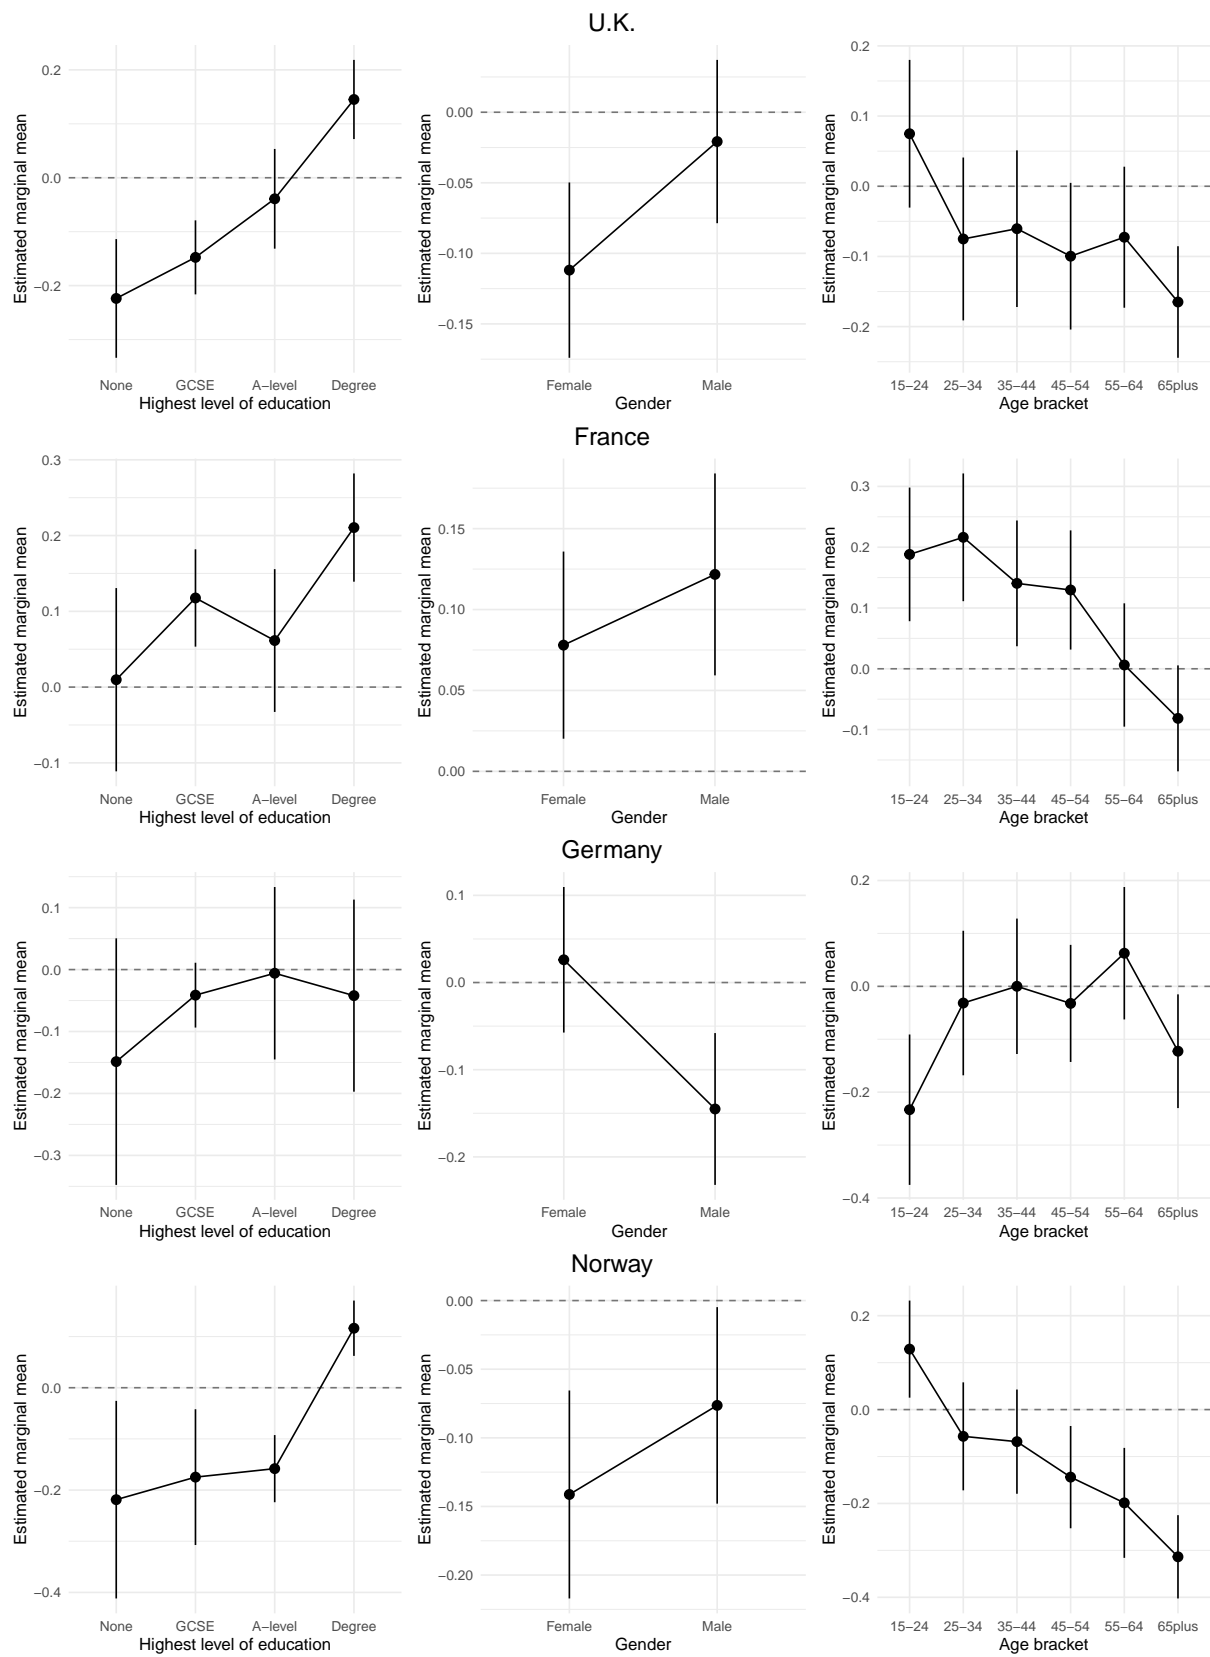 U.K.
Estimated marginal mean
0.2
0.0
−0.2
None GCSE A−level Degree
Highest level of education
Estimated marginal mean
0.00
−0.05
−0.10
−0.15
Female Male
Gender
Estimated marginal mean
0.2
0.1
0.0
−0.1
−0.2
15−24 25−34 35−44 45−54 55−64 65plus
Age bracket
France
Estimated marginal mean
0.3
0.2
0.1
0.0
−0.1
None GCSE A−level Degree
Highest level of education
Estimated marginal mean
0.15
0.10
0.05
0.00
Female Male
Gender
Estimated marginal mean
0.3
0.2
0.1
0.0
−0.1
15−24 25−34 35−44 45−54 55−64 65plus
Age bracket
Germany
Estimated marginal mean
0.1
0.0
−0.1
−0.2
−0.3
None GCSE A−level Degree
Highest level of education
Estimated marginal mean
0.1
0.0
−0.1
−0.2
Female Male
Gender
Estimated marginal mean
0.2
0.0
−0.2
−0.4
15−24 25−34 35−44 45−54 55−64 65plus
Age bracket
Norway
Estimated marginal mean
0.0
−0.2
−0.4
None GCSE A−level Degree
Highest level of education
Estimated marginal mean
0.00
−0.05
−0.10
−0.15
−0.20
Female Male
Gender
Estimated marginal mean
0.2
0.0
−0.2
−0.4
15−24 25−34 35−44 45−54 55−64 65plus
Age bracket